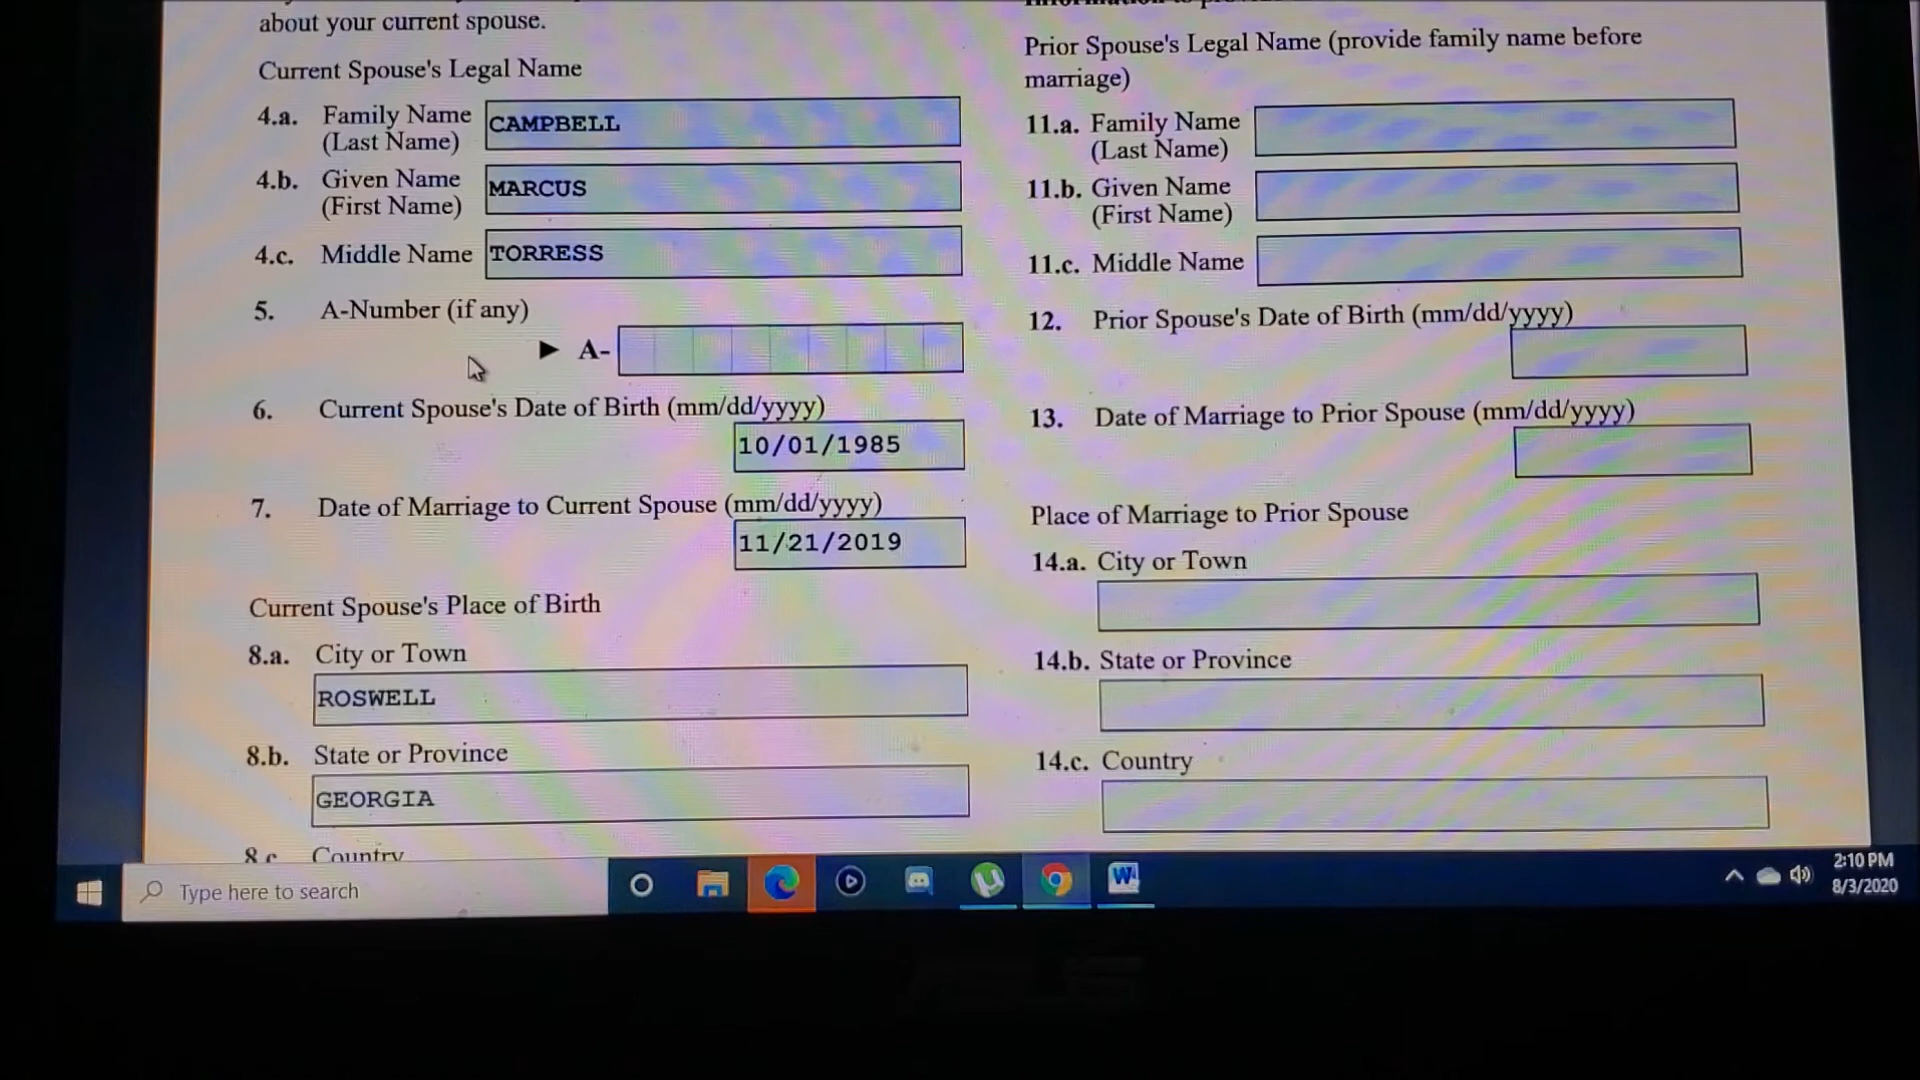 about your current spouse.
Current Spouse's Legal Name
4.a. Family Name
(Last Name)
CAMPBELL
4.b. Given Name
(First Name)
MARCUS
4.c. Middle Name
TORRESS
5. A-Number (if any)
► A-
6. Current Spouse's Date of Birth (mm/dd/yyyy)
10/01/1985
7. Date of Marriage to Current Spouse (mm/dd/yyyy)
11/21/2019
Current Spouse's Place of Birth
8.a. City or Town
ROSWELL
8.b. State or Province
GEORGIA
8.c Country
Prior Spouse's Legal Name (provide family name before
marriage)
11.a. Family Name
(Last Name)
11.b. Given Name
(First Name)
11.c. Middle Name
12. Prior Spouse's Date of Birth (mm/dd/yyyy)
13. Date of Marriage to Prior Spouse (mm/dd/yyyy)
Place of Marriage to Prior Spouse
14.a. City or Town
14.b. State or Province
14.c. Country
Type here to search
2:10 PM
8/3/2020